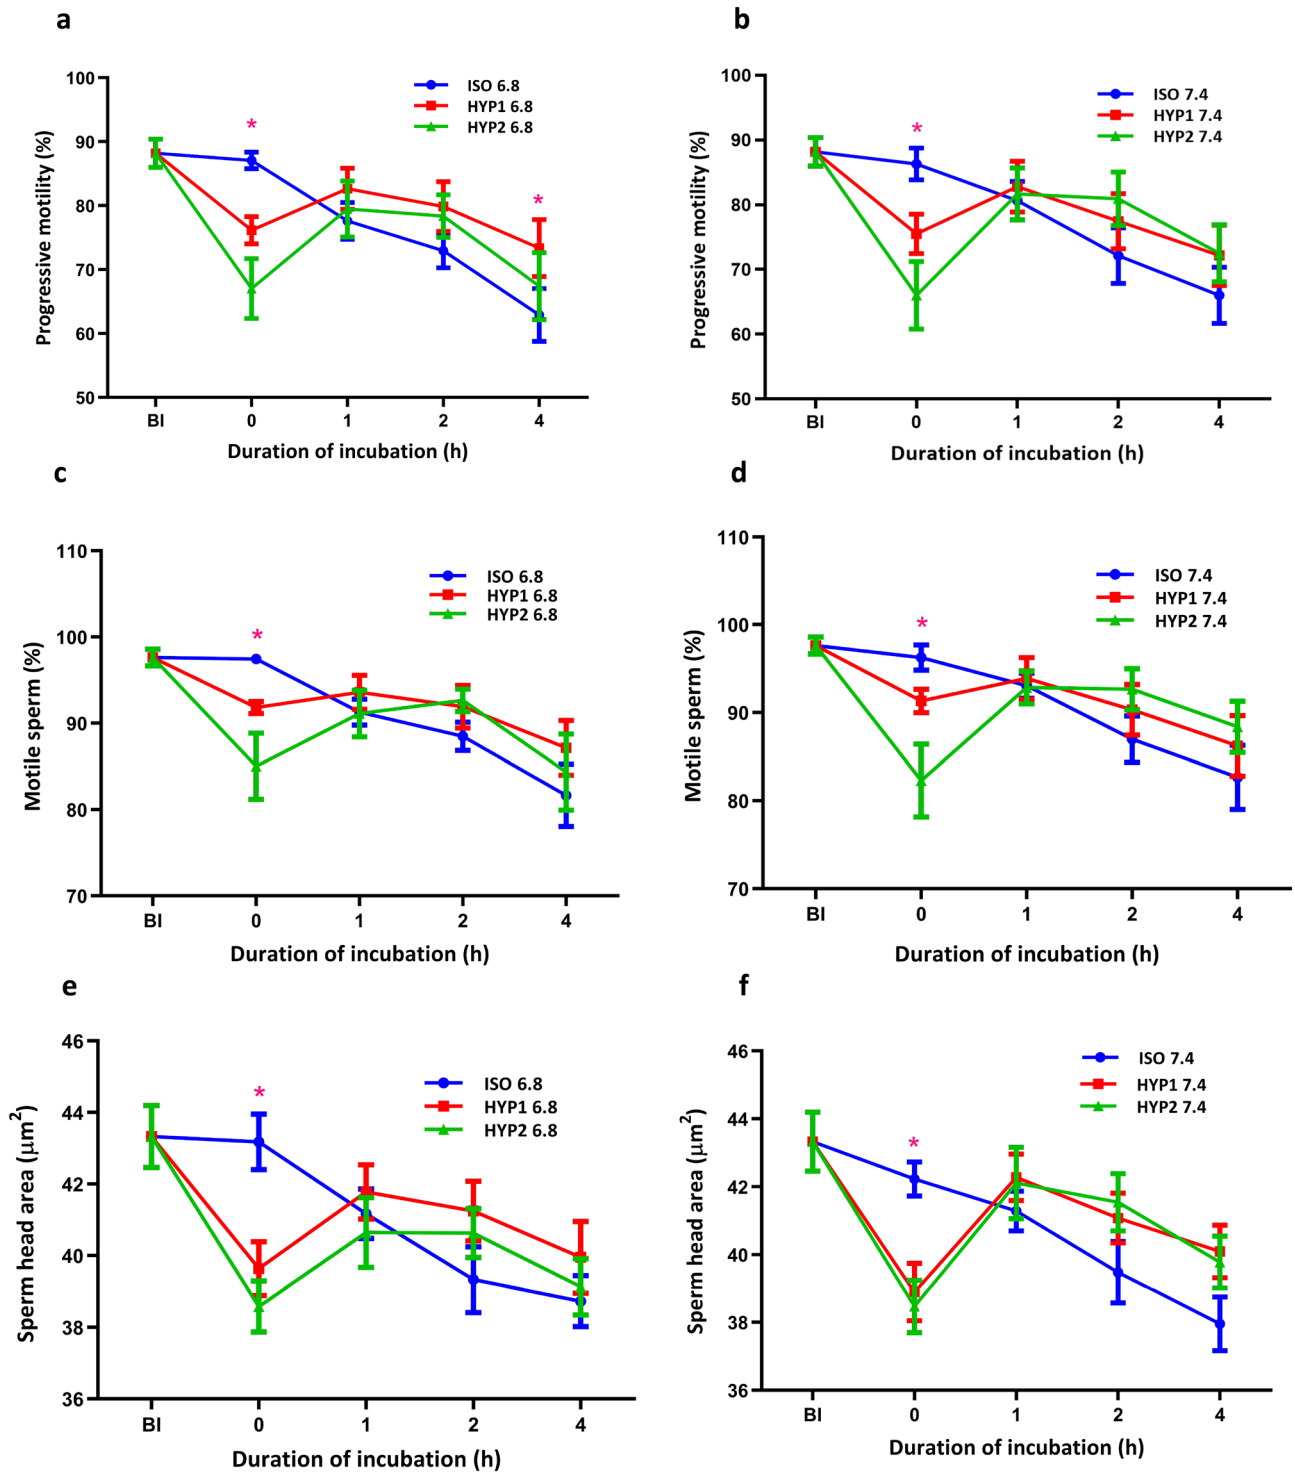 a
Progressive motility (%)
100
90
80
70
60
50
*
*
ISO 6.8
HYP1 6.8
HYP2 6.8
BI 0 1 2 4
Duration of incubation (h)
b
Progressive motility (%)
100
90
80
70
60
50
*
ISO 7.4
HYP1 7.4
HYP2 7.4
BI 0 1 2 4
Duration of incubation (h)
c
Motile sperm (%)
110
100
90
80
70
*
ISO 6.8
HYP1 6.8
HYP2 6.8
BI 0 1 2 4
Duration of incubation (h)
d
Motile sperm (%)
110
100
90
80
70
*
ISO 7.4
HYP1 7.4
HYP2 7.4
BI 0 1 2 4
Duration of incubation (h)
e
Sperm head area (μm²)
46
44
42
40
38
36
*
ISO 6.8
HYP1 6.8
HYP2 6.8
BI 0 1 2 4
Duration of incubation (h)
f
Sperm head area (μm²)
46
44
42
40
38
36
*
ISO 7.4
HYP1 7.4
HYP2 7.4
BI 0 1 2 4
Duration of incubation (h)